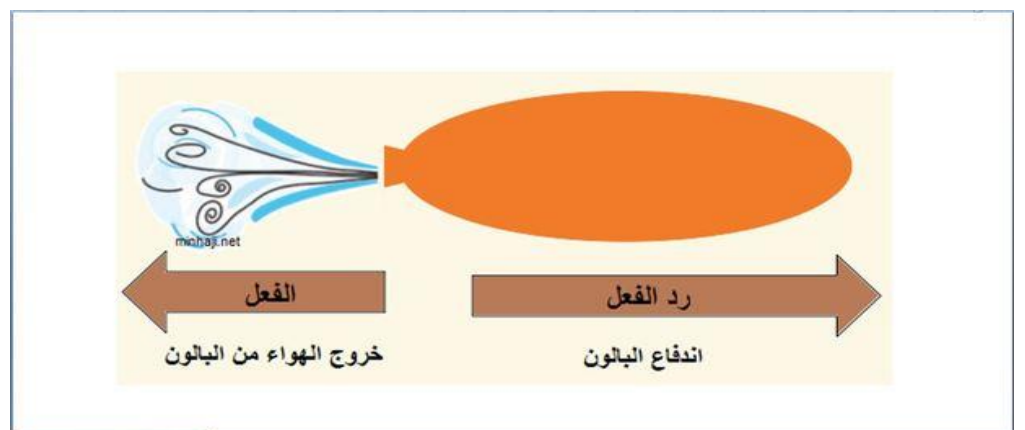 minhaji.net
الفعل
رد الفعل
خروج الهواء من البالون
اندفاع البالون